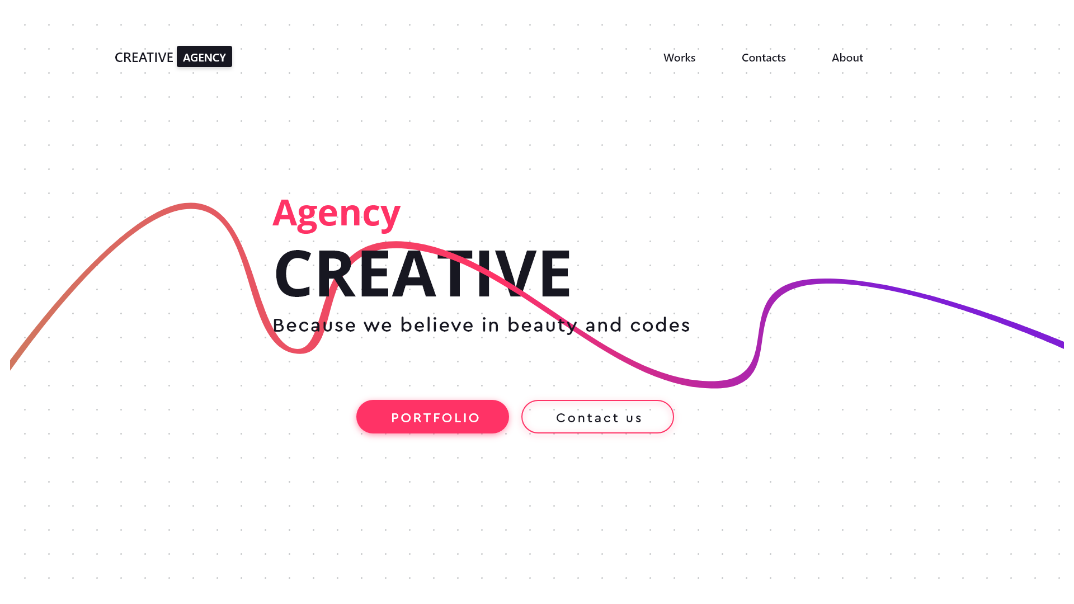 CREATIVE AGENCY
Works Contacts About
Agency
CREATIVE
Because we believe in beauty and codes
PORTFOLIO
Contact us